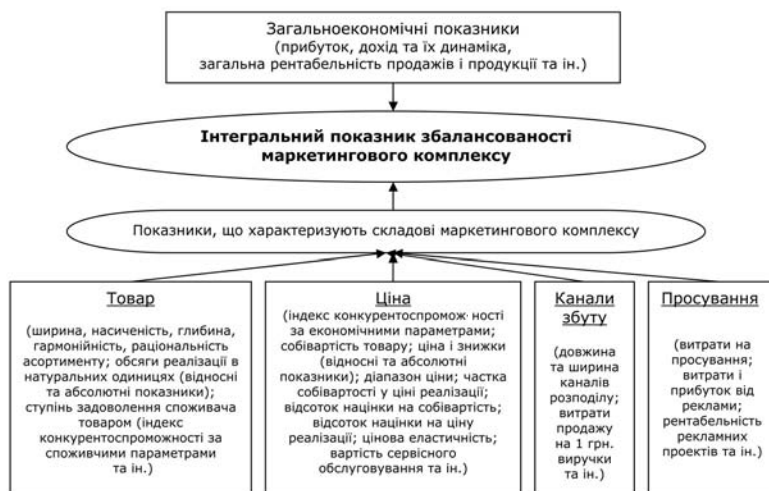 Загальноекономічні показники
(прибуток, дохід та їх динаміка,
загальна рентабельність продажів і продукції та ін.)
Інтегральний показник збалансованості
маркетингового комплексу
Показники, що характеризують складові маркетингового комплексу
Товар
(ширина, насиченість, глибина,
гармонійність, раціональність
асортименту; обсяги реалізації в
натуральних одиницях (відносні
та абсолютні показники);
ступінь задоволення споживача
товаром (індекс
конкурентоспроможності за
споживчими параметрами
та ін.)
Ціна
(індекс конкурентоспромож ності
за економічними параметрами;
собівартість товару; ціна і знижки
(відносні та абсолютні
показники); діапазон ціни; частка
собівартості у ціні реалізації;
відсоток націнки на собівартість;
відсоток націнки на ціну
реалізації; цінова еластичність;
вартість сервісного
обслуговування та ін.)
Канали
збуту
(довжина
та ширина
каналів
розподілу;
витрати
продажу
на 1 грн.
виручки
та ін.)
Просування
(витрати на
просування;
витрати і
прибуток від
реклами;
рентабельність
рекламних
проектів та ін.)